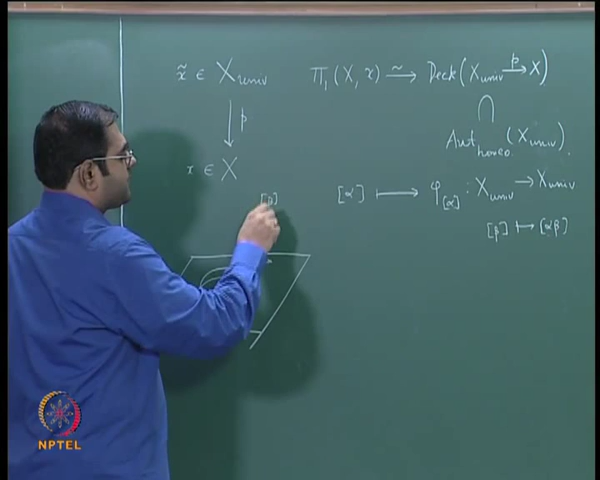 x̃ ∈ X_univ
↓ p
x ∈ X
π₁(X, x) ⥲ Deck(X_univ →^p X)
∩
Aut_homeo.(X_univ).
[α] ↦ φ_[α] : X_univ → X_univ
[β] ↦ [αβ]
[β]
NPTEL